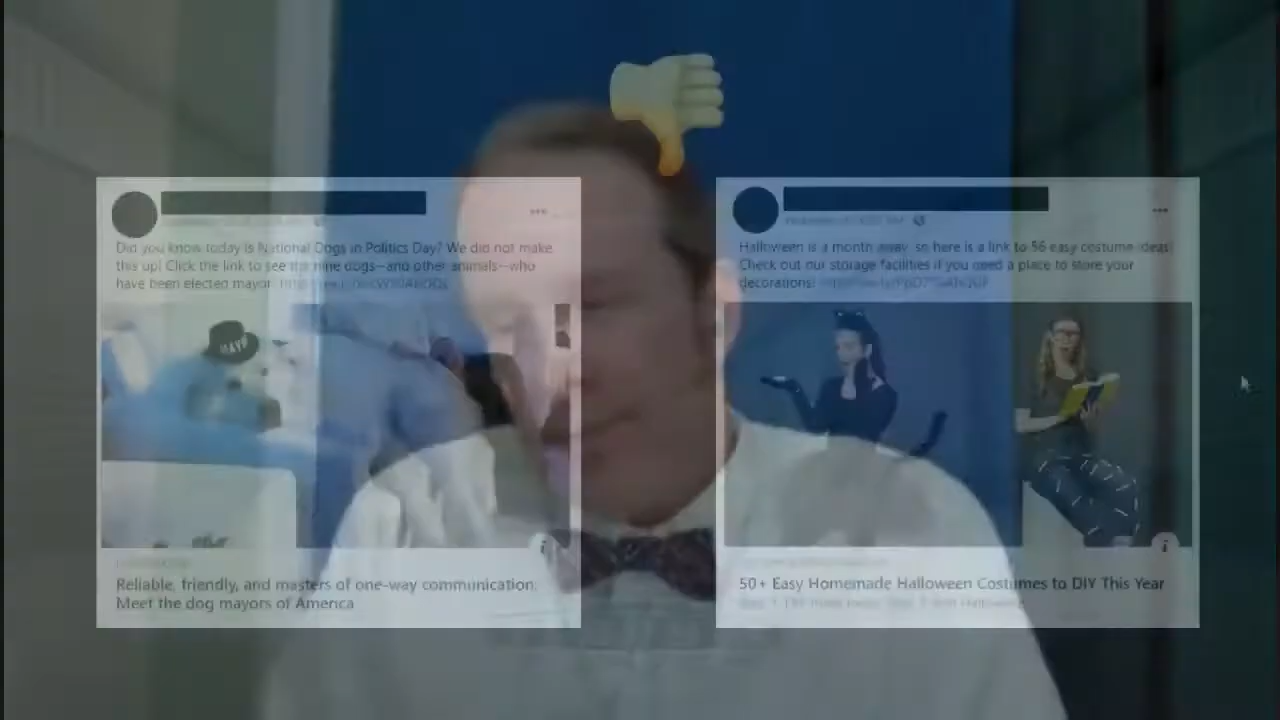 Did you know today is National Dogs in Politics Day? We did not make
this up! Click the link to see the nine dogs—and other animals—who
have been elected mayor.
Reliable, friendly, and masters of one-way communication:
Meet the dog mayors of America
Halloween is a month away, so here is a link to 56 easy costume ideas!
Check out our storage facilities if you need a place to store your
decorations!
50+ Easy Homemade Halloween Costumes to DIY This Year